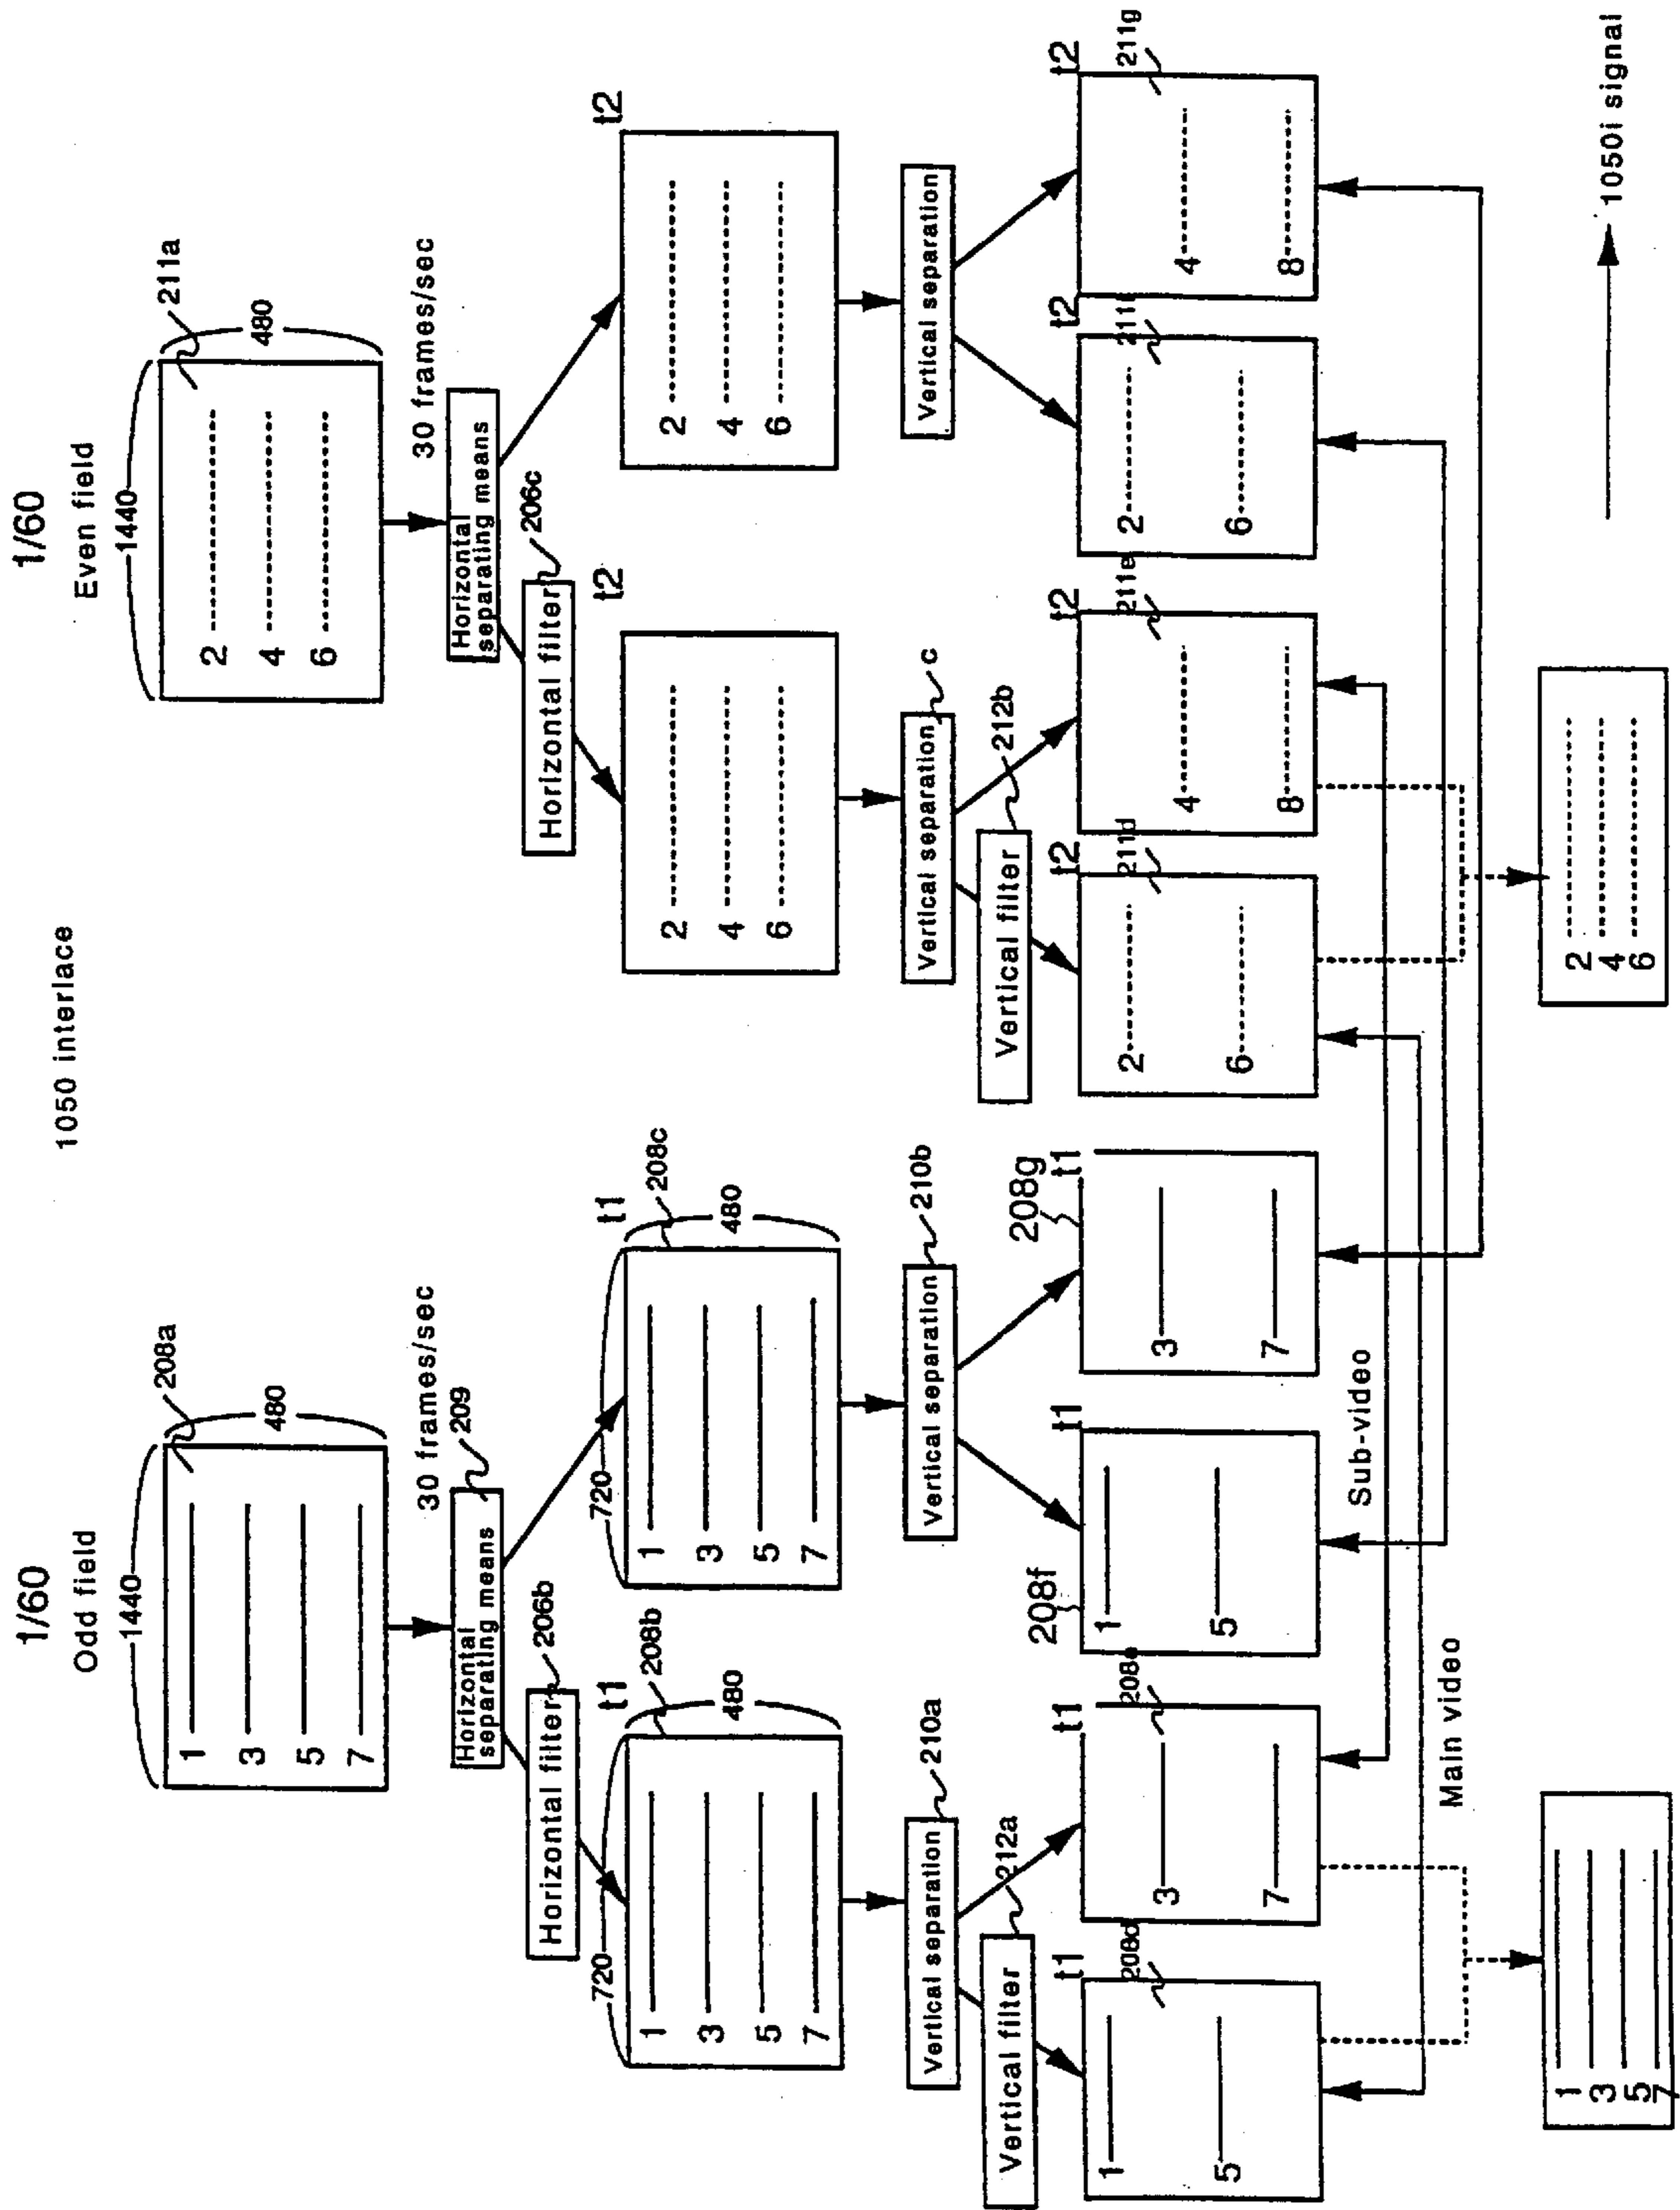 1050 interlace
1/60
Odd field
1440
208a
480
1
3
5
7
30 frames/sec
Horizontal
separating means
209
Horizontal filter
206b
t1
208b
720
480
1
3
5
7
t1
208c
720
480
1
3
5
7
Vertical separation
210a
Vertical separation
210b
Vertical filter
212a
t1
208d
1
5
t1
3
7
208f
t1
1
5
208g
t1
3
7
1/60
Even field
1440
211a
480
2
4
6
30 frames/sec
Horizontal
separating means
Horizontal filter
206c
t2
2
4
6
t2
2
4
6
Vertical separation
c
Vertical separation
Vertical filter
212b
t2
211d
2
6
t2
211e
4
8
t2
2
6
t2
211g
4
8
Sub-video
Main video
1
3
5
7
2
4
6
1050i signal